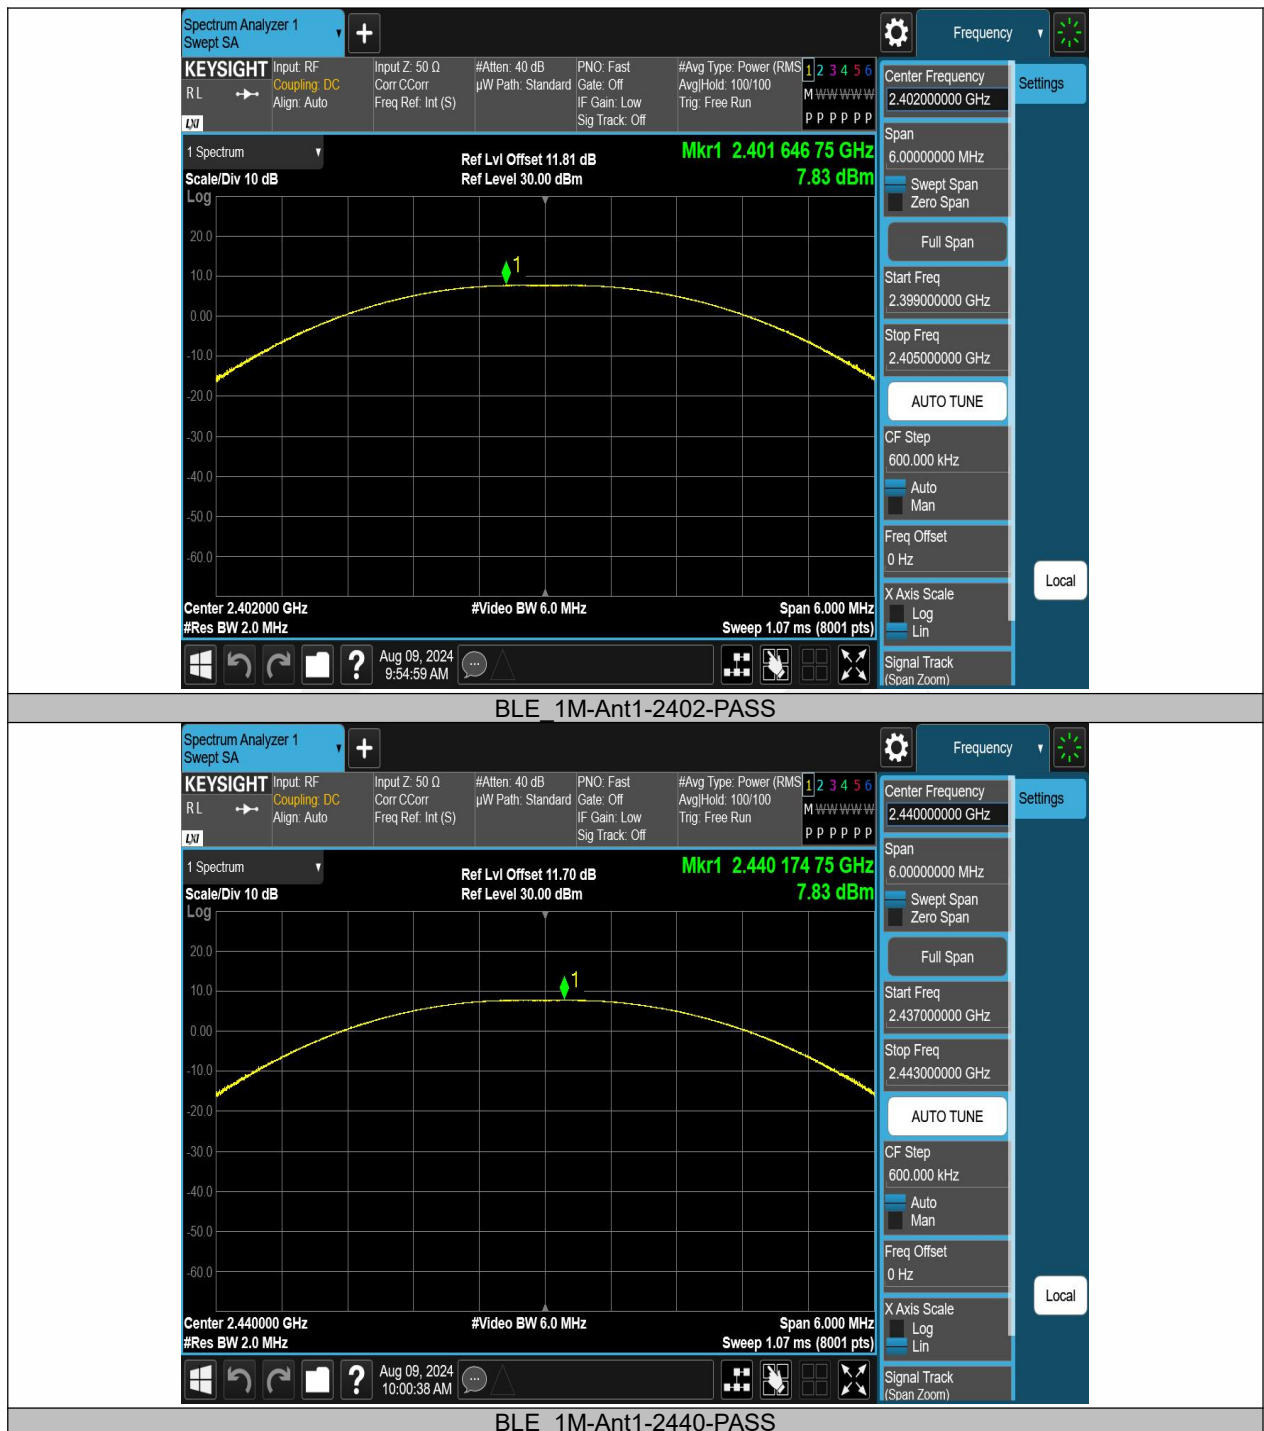 Spectrum Analyzer 1
Swept SA
Frequency
KEYSIGHT Input: RF Input Z: 50 Ω #Atten: 40 dB PNO: Fast #Avg Type: Power (RMS 1 2 3 4 5 6
RL Coupling: DC Corr CCorr µW Path: Standard Gate: Off Avg|Hold: 100/100 M W W W W W
Align: Auto Freq Ref: Int (S) IF Gain: Low Trig: Free Run
LXI Sig Track: Off P P P P P P
1 Spectrum
Ref Lvl Offset 11.81 dB
Mkr1 2.401 646 75 GHz
Scale/Div 10 dB
Ref Level 30.00 dBm
7.83 dBm
Log
20.0
10.0
0.00
-10.0
-20.0
-30.0
-40.0
-50.0
-60.0
1
Center 2.402000 GHz #Video BW 6.0 MHz Span 6.000 MHz
#Res BW 2.0 MHz Sweep 1.07 ms (8001 pts)
?
Aug 09, 2024
9:54:59 AM
Center Frequency
2.402000000 GHz
Settings
Span
6.00000000 MHz
Swept Span
Zero Span
Full Span
Start Freq
2.399000000 GHz
Stop Freq
2.405000000 GHz
AUTO TUNE
CF Step
600.000 kHz
Auto
Man
Freq Offset
0 Hz
Local
X Axis Scale
Log
Lin
Signal Track
(Span Zoom)
BLE_1M-Ant1-2402-PASS
Spectrum Analyzer 1
Swept SA
Frequency
KEYSIGHT Input: RF Input Z: 50 Ω #Atten: 40 dB PNO: Fast #Avg Type: Power (RMS 1 2 3 4 5 6
RL Coupling: DC Corr CCorr µW Path: Standard Gate: Off Avg|Hold: 100/100 M W W W W W
Align: Auto Freq Ref: Int (S) IF Gain: Low Trig: Free Run
LXI Sig Track: Off P P P P P P
1 Spectrum
Ref Lvl Offset 11.70 dB
Mkr1 2.440 174 75 GHz
Scale/Div 10 dB
Ref Level 30.00 dBm
7.83 dBm
Log
20.0
10.0
0.00
-10.0
-20.0
-30.0
-40.0
-50.0
-60.0
1
Center 2.440000 GHz #Video BW 6.0 MHz Span 6.000 MHz
#Res BW 2.0 MHz Sweep 1.07 ms (8001 pts)
?
Aug 09, 2024
10:00:38 AM
Center Frequency
2.440000000 GHz
Settings
Span
6.00000000 MHz
Swept Span
Zero Span
Full Span
Start Freq
2.437000000 GHz
Stop Freq
2.443000000 GHz
AUTO TUNE
CF Step
600.000 kHz
Auto
Man
Freq Offset
0 Hz
Local
X Axis Scale
Log
Lin
Signal Track
(Span Zoom)
BLE_1M-Ant1-2440-PASS